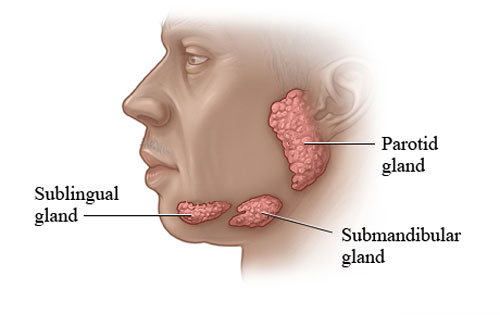 Parotid
gland
Sublingual
gland
Submandibular
gland